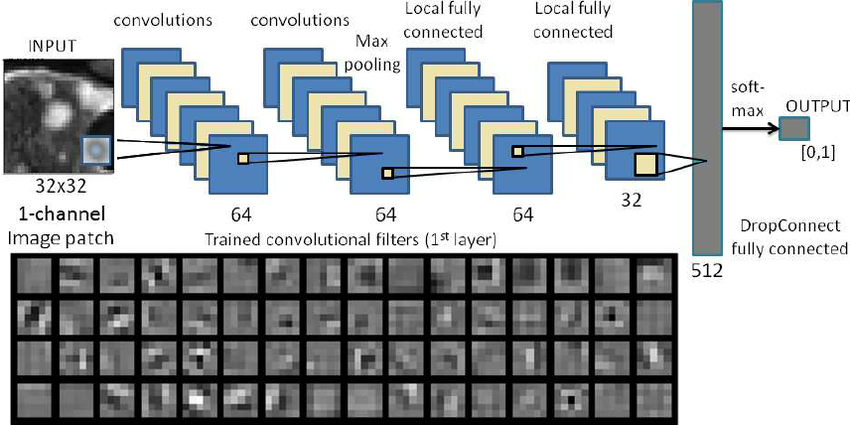 INPUT
convolutions
convolutions
Max
pooling
Local fully
connected
Local fully
connected
soft-
max
OUTPUT
[0,1]
32x32
1-channel
Image patch
64
64
64
32
512
DropConnect
fully connected
Trained convolutional filters (1st layer)